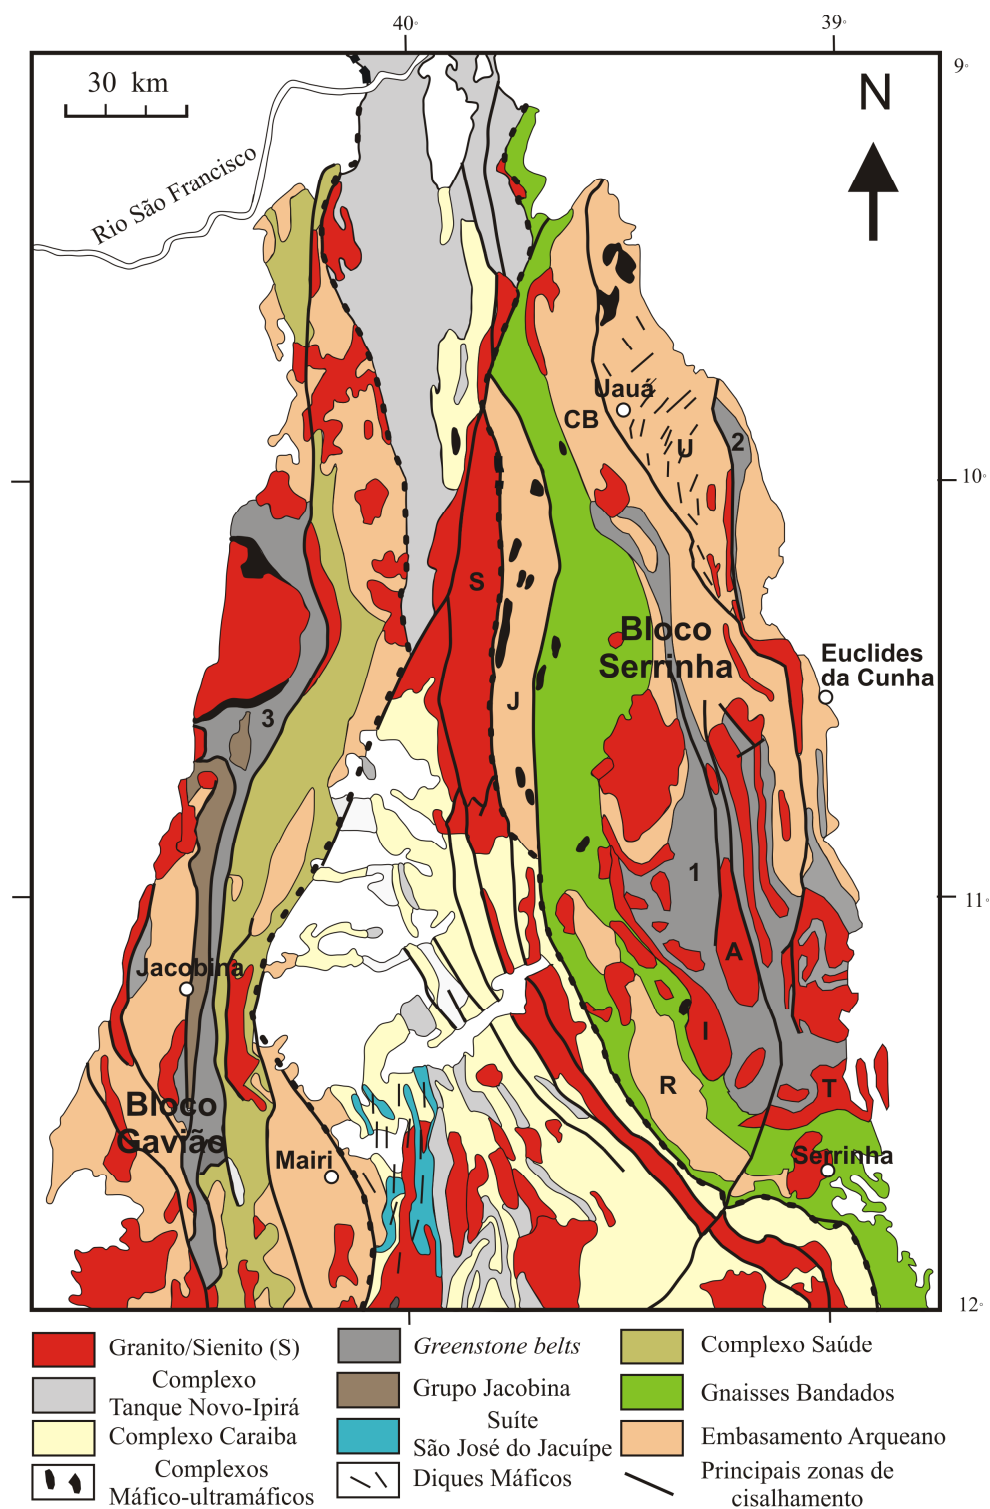 40°
39°
9°
30 km
N
Rio São Francisco
Uauá
CB
U
2
10°
S
Bloco
Serrinha
Euclides
da Cunha
J
3
1
11°
A
Jacobina
I
R
T
Bloco
Gavião
Mairi
Serrinha
12°
Granito/Sienito (S)
Greenstone belts
Complexo Saúde
Complexo
Tanque Novo-Ipirá
Grupo Jacobina
Gnaisses Bandados
Complexo Caraiba
Suíte
São José do Jacuípe
Embasamento Arqueano
Complexos
Máfico-ultramáficos
Diques Máficos
Principais zonas de
cisalhamento